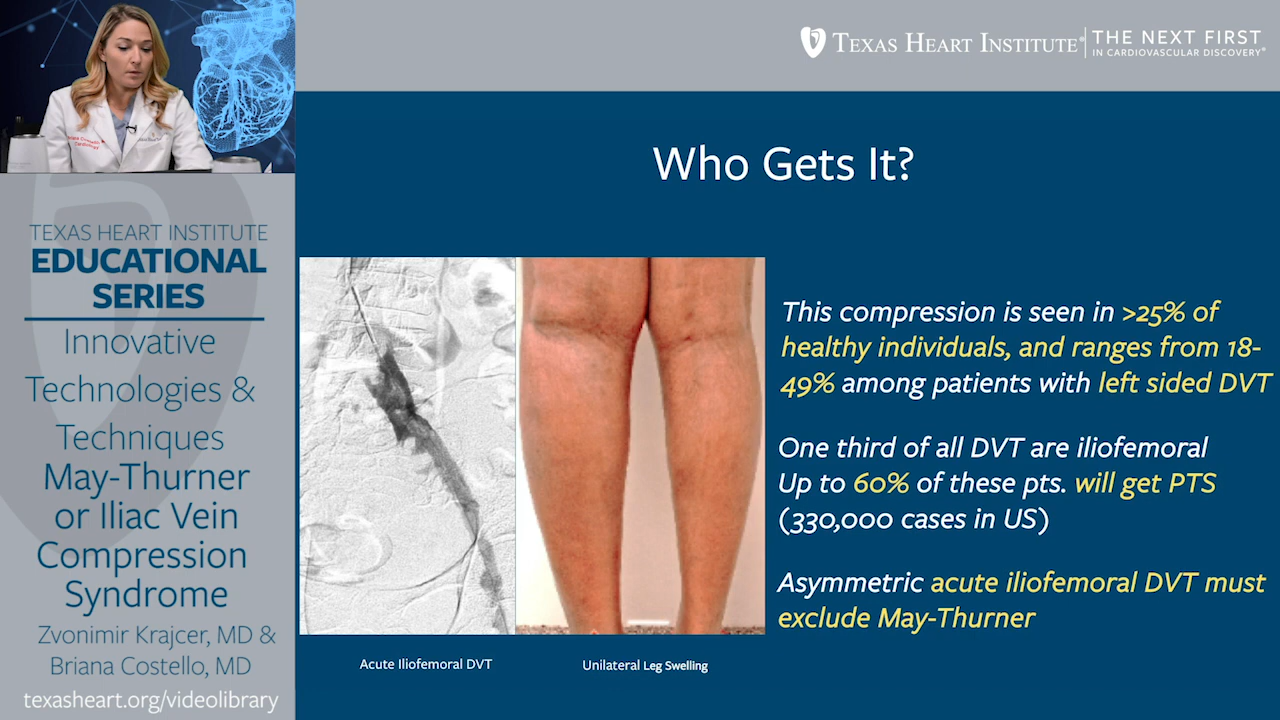 TEXAS HEART INSTITUTE®
THE NEXT FIRST
IN CARDIOVASCULAR DISCOVERY®
TEXAS HEART INSTITUTE
EDUCATIONAL
SERIES
Innovative
Technologies &
Techniques
May-Thurner
or Iliac Vein
Compression
Syndrome
Zvonimir Krajcer, MD &
Briana Costello, MD
texasheart.org/videolibrary
Who Gets It?
This compression is seen in >25% of
healthy individuals, and ranges from 18-
49% among patients with left sided DVT
One third of all DVT are iliofemoral
Up to 60% of these pts. will get PTS
(330,000 cases in US)
Asymmetric acute iliofemoral DVT must
exclude May-Thurner
Acute Iliofemoral DVT
Unilateral Leg Swelling